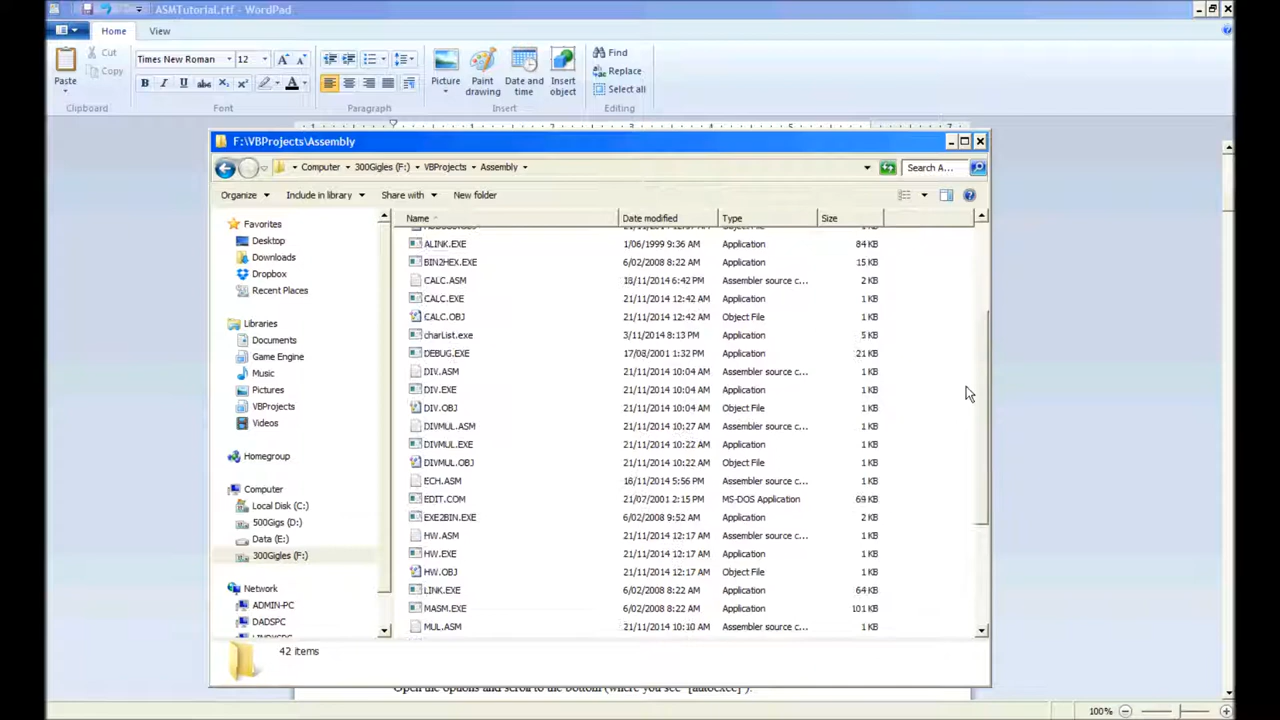 ASMTutorial.rtf - WordPad
Home View
Cut
Copy
Paste
Clipboard
Times New Roman 12
Font
Paragraph
Picture
Paint drawing
Date and time
Insert object
Insert
Find
Replace
Select all
Editing
F:\VBProjects\Assembly
Computer 300Gigles (F:) VBProjects Assembly Search A...
Organize Include in library Share with New folder
Favorites
Desktop
Downloads
Dropbox
Recent Places
Libraries
Documents
Game Engine
Music
Pictures
VBProjects
Videos
Homegroup
Computer
Local Disk (C:)
500Gigs (D:)
Data (E:)
300Gigles (F:)
Network
ADMIN-PC
DADSPC
Name Date modified Type Size
ALINK.EXE 1/06/1999 9:36 AM Application 84 KB
BIN2HEX.EXE 6/02/2008 8:22 AM Application 15 KB
CALC.ASM 18/11/2014 6:42 PM Assembler source c... 2 KB
CALC.EXE 21/11/2014 12:42 AM Application 1 KB
CALC.OBJ 21/11/2014 12:42 AM Object File 1 KB
charList.exe 3/11/2014 8:13 PM Application 5 KB
DEBUG.EXE 17/08/2001 1:32 PM Application 21 KB
DIV.ASM 21/11/2014 10:04 AM Assembler source c... 1 KB
DIV.EXE 21/11/2014 10:04 AM Application 1 KB
DIV.OBJ 21/11/2014 10:04 AM Object File 1 KB
DIVMUL.ASM 21/11/2014 10:27 AM Assembler source c... 1 KB
DIVMUL.EXE 21/11/2014 10:22 AM Application 1 KB
DIVMUL.OBJ 21/11/2014 10:22 AM Object File 1 KB
ECH.ASM 16/11/2014 5:56 PM Assembler source c... 1 KB
EDIT.COM 21/07/2001 2:15 PM MS-DOS Application 69 KB
EXE2BIN.EXE 6/02/2008 9:52 AM Application 2 KB
HW.ASM 21/11/2014 12:17 AM Assembler source c... 1 KB
HW.EXE 21/11/2014 12:17 AM Application 1 KB
HW.OBJ 21/11/2014 12:17 AM Object File 1 KB
LINK.EXE 6/02/2008 8:22 AM Application 64 KB
MASM.EXE 6/02/2008 8:22 AM Application 101 KB
MUL.ASM 21/11/2014 10:10 AM Assembler source c... 1 KB
42 items
Open the options and scroll to the bottom (where you see "[autoexec]").
100%